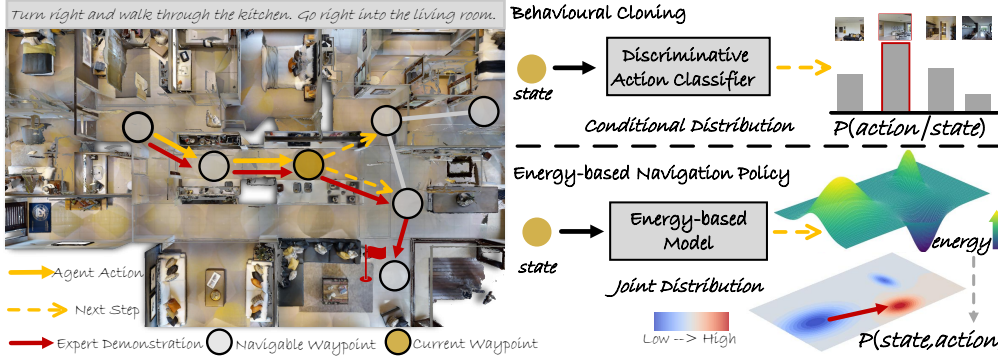 Turn right and walk through the kitchen. Go right into the living room.
Agent Action
Next Step
Expert Demonstration
Navigable Waypoint
Current Waypoint
Behavioural Cloning
state
Discriminative
Action Classifier
Conditional Distribution
P(action/state)
Energy-based Navigation Policy
state
Energy-based
Model
energy
Joint Distribution
Low --> High
P(state,action